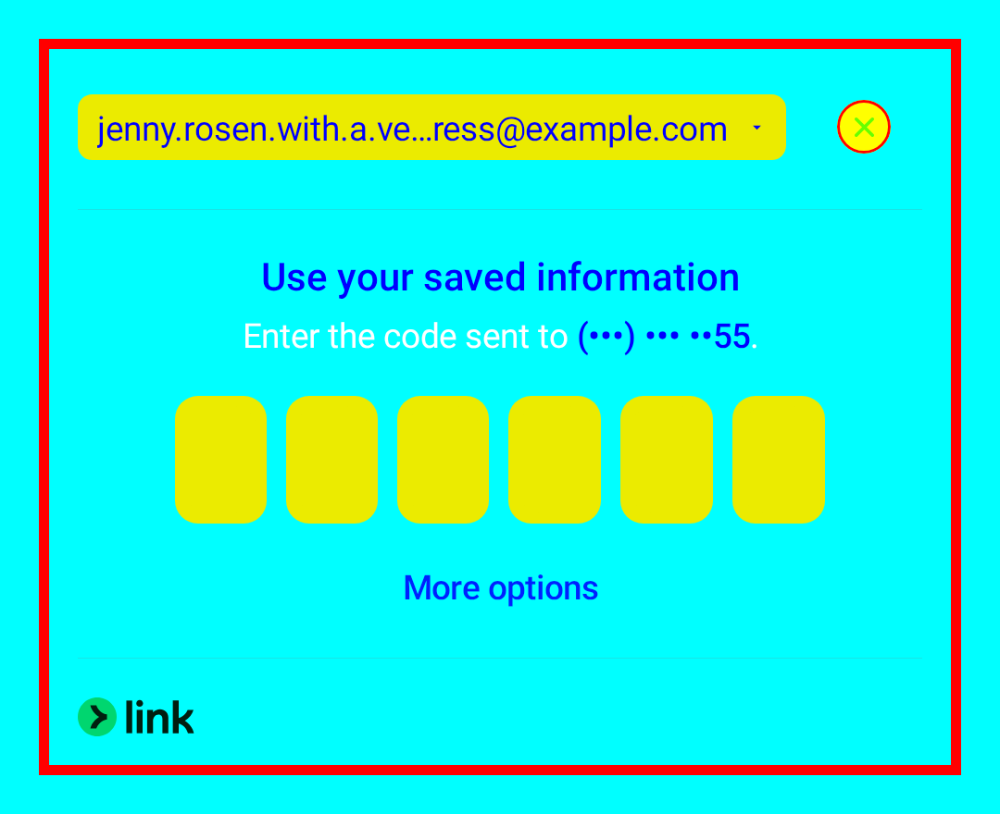 jenny.rosen.with.a.ve...ress@example.com
Use your saved information
Enter the code sent to (•••) ••• ••55.
More options
link